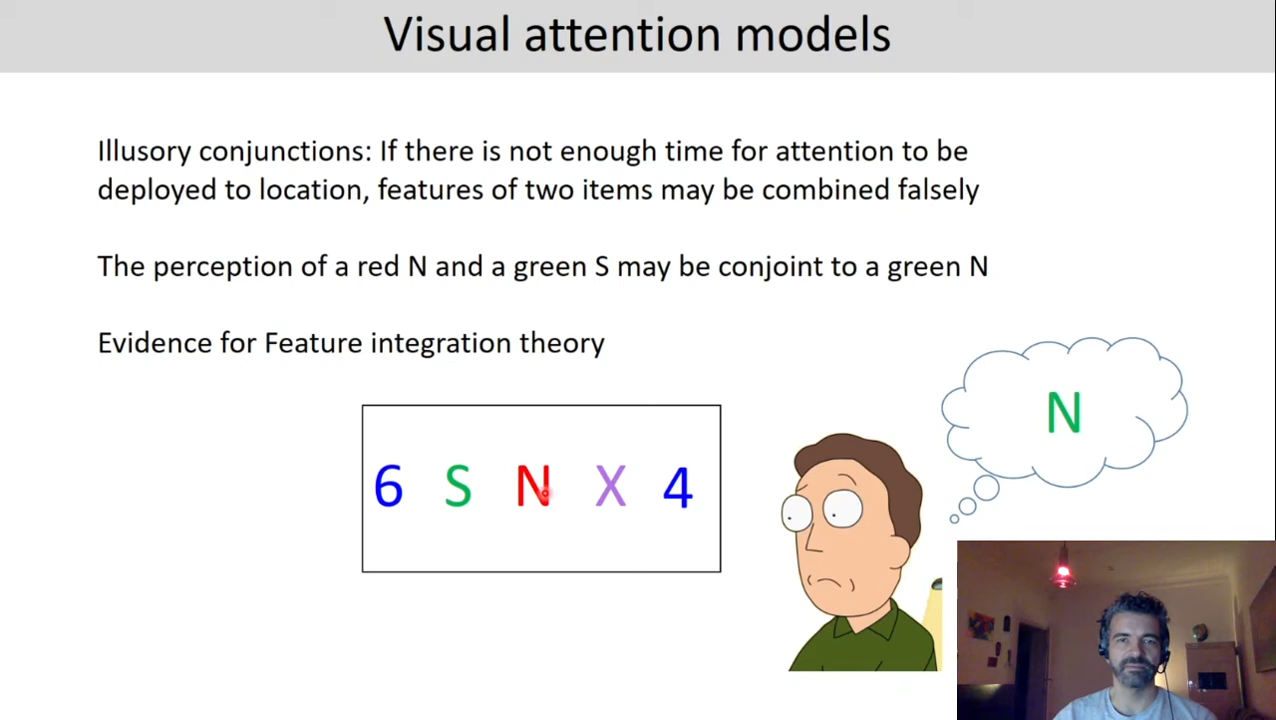 Visual attention models
Illusory conjunctions: If there is not enough time for attention to be
deployed to location, features of two items may be combined falsely
The perception of a red N and a green S may be conjoint to a green N
Evidence for Feature integration theory
N
6 S N X 4